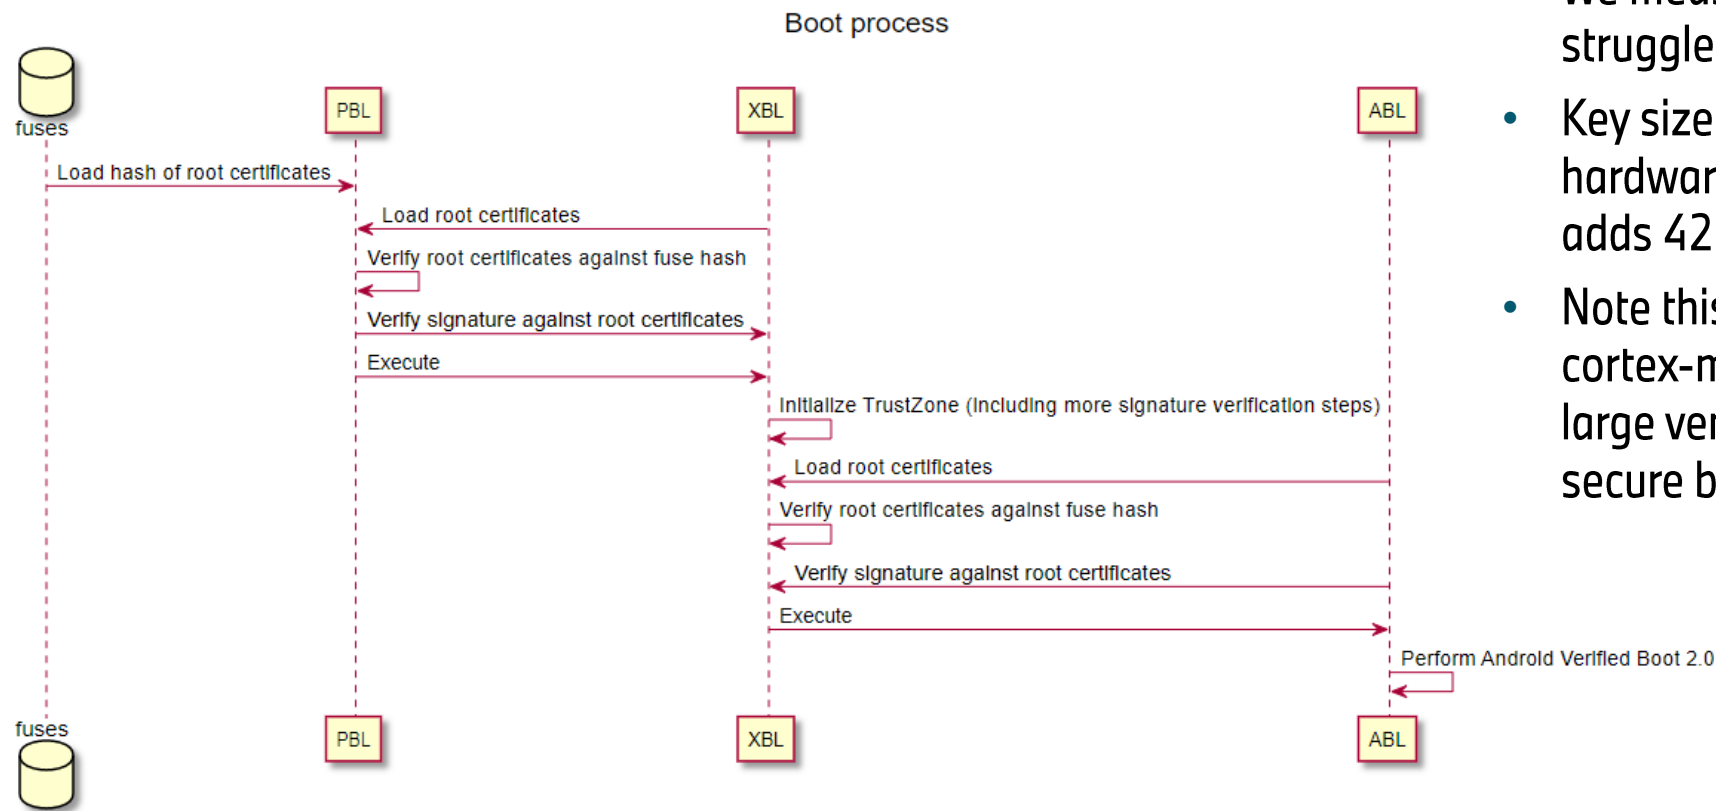 Boot process
fuses
PBL
XBL
ABL
Load hash of root certificates
Load root certificates
Verify root certificates against fuse hash
Verify signature against root certificates
Execute
Initialize TrustZone (including more signature verification steps)
Load root certificates
Verify root certificates against fuse hash
Verify signature against root certificates
Execute
Perform Android Verified Boot 2.0
fuses
PBL
XBL
ABL
struggle
• Key size
hardwar
adds 42
• Note this
cortex-m
large ver
secure b